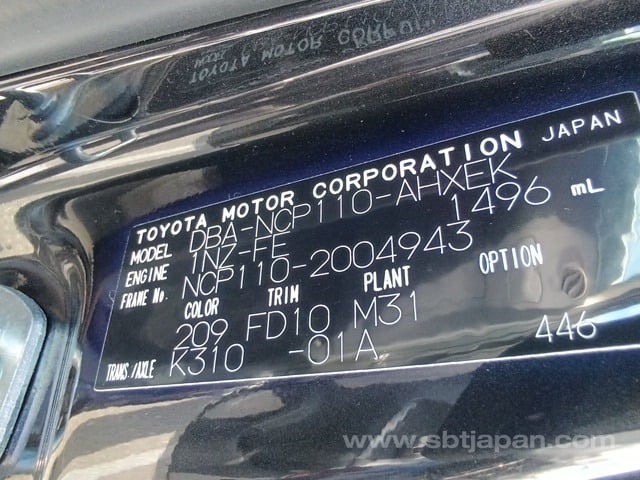 TOYOTA MOTOR CORPORATION JAPAN
MODEL DBA-NCP110-AHXEK
ENGINE 1NZ-FE 1496 mL
FRAME No. NCP110-2004943
COLOR TRIM PLANT OPTION
209 FD10 M31
TRANS./AXLE K310 -01A 446
www.sbtjapan.com